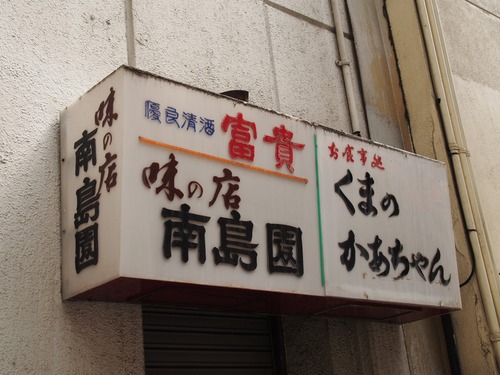 味の店
南島園
優良清酒 富貴
味の店
南島園
お食事処
くまの
かあちゃん